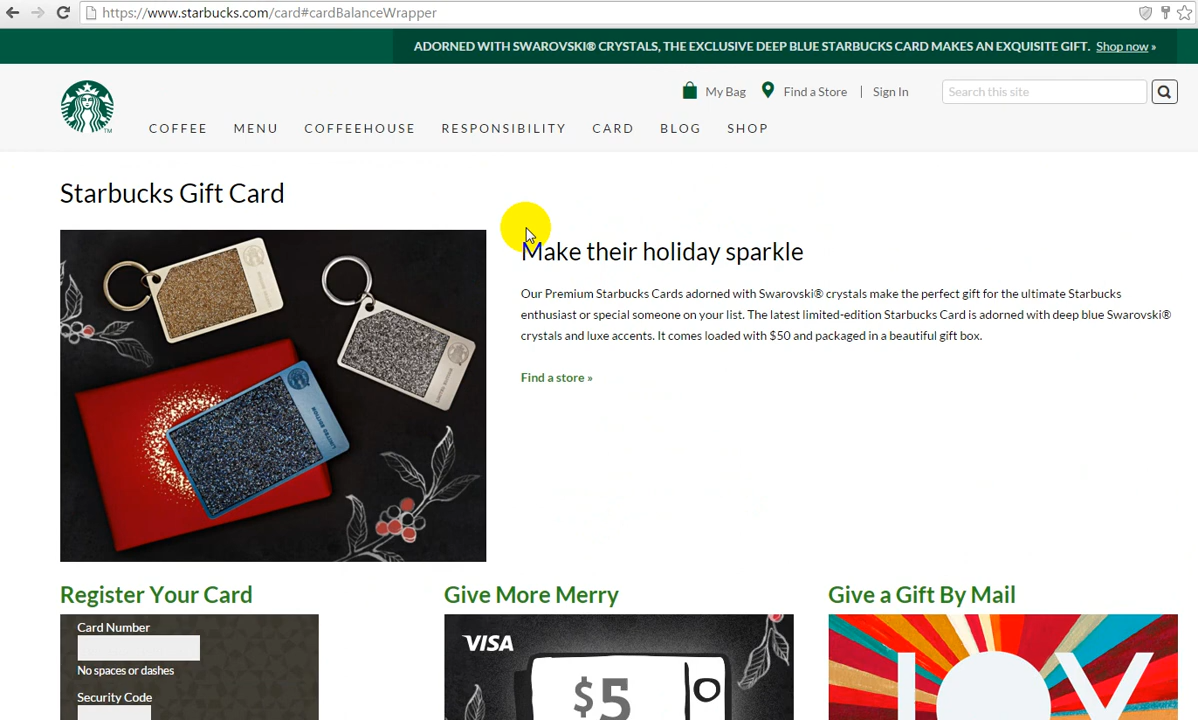 https://www.starbucks.com/card#cardBalanceWrapper
ADORNED WITH SWAROVSKI® CRYSTALS, THE EXCLUSIVE DEEP BLUE STARBUCKS CARD MAKES AN EXQUISITE GIFT. Shop now »
My Bag Find a Store | Sign In Search this site
TM
COFFEE MENU COFFEEHOUSE RESPONSIBILITY CARD BLOG SHOP
Starbucks Gift Card
Make their holiday sparkle
Our Premium Starbucks Cards adorned with Swarovski® crystals make the perfect gift for the ultimate Starbucks
enthusiast or special someone on your list. The latest limited-edition Starbucks Card is adorned with deep blue Swarovski®
crystals and luxe accents. It comes loaded with $50 and packaged in a beautiful gift box.
Find a store »
LIMITED EDITION
Register Your Card
Give More Merry
Give a Gift By Mail
Card Number
No spaces or dashes
Security Code
VISA
$5
JOY